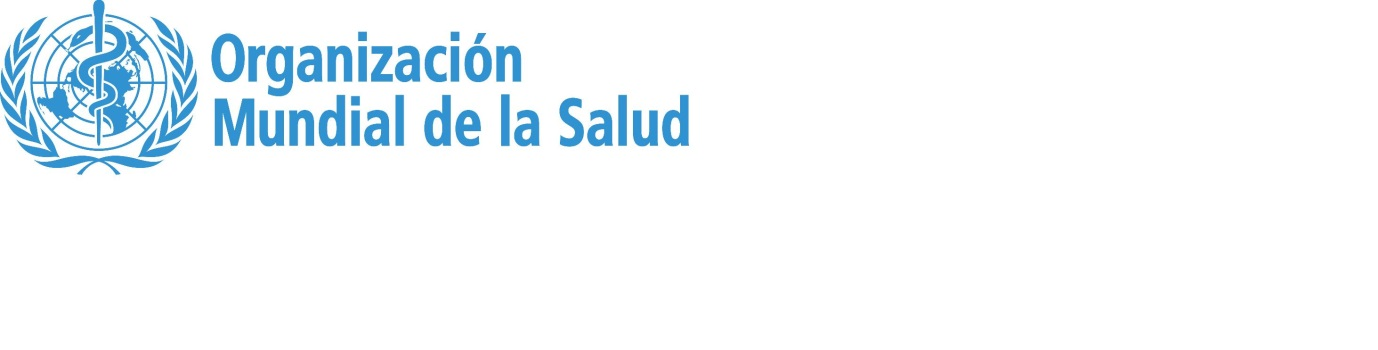 Organización
Mundial de la Salud